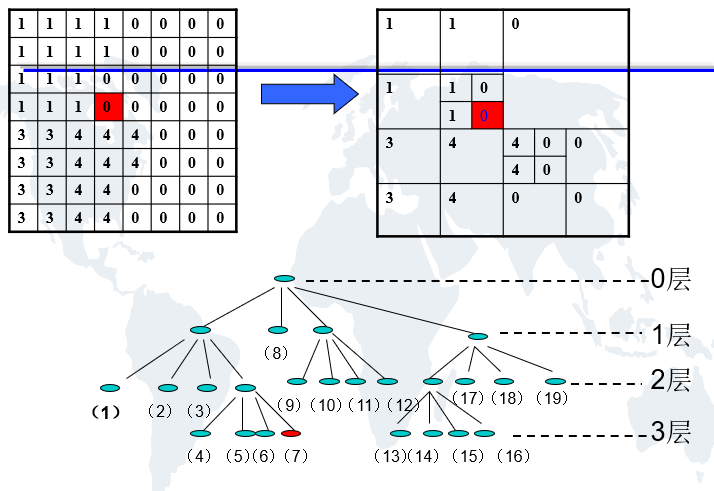 1 1 1 1 0 0 0 0
1 1 1 1 0 0 0 0
1 1 1 0 0 0 0 0
1 1 1 0 0 0 0 0
3 3 4 4 4 0 0 0
3 3 4 4 4 0 0 0
3 3 4 4 0 0 0 0
3 3 4 4 0 0 0 0
1 1 0
1 1 0
1 0
3 4 4 0 0
4 0
3 4 0 0
0层
1层
（8）
2层
（1） （2） （3） （9） （10） （11） （12） （17） （18） （19）
3层
（4） （5） （6） （7） （13） （14） （15） （16）